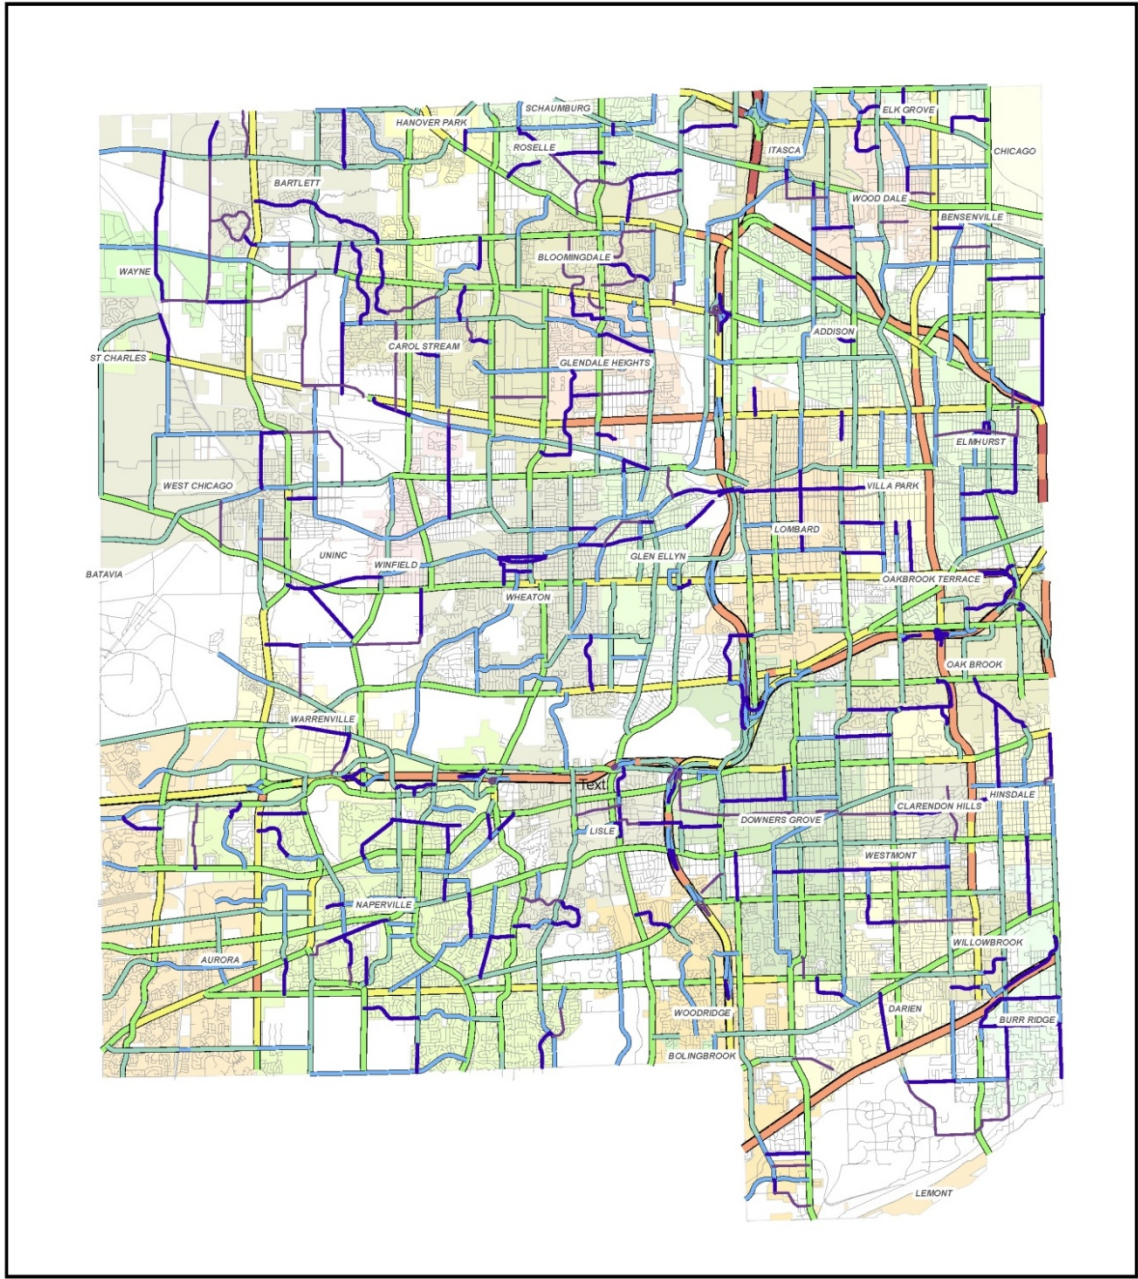 SCHAUMBURG
ELK GROVE
HANOVER PARK
ROSELLE
ITASCA
CHICAGO
BARTLETT
WOOD DALE
BENSENVILLE
BLOOMINGDALE
WAYNE
ADDISON
CAROL STREAM
ST CHARLES
GLENDALE HEIGHTS
ELMHURST
WEST CHICAGO
VILLA PARK
LOMBARD
UNINC
GLEN ELLYN
WINFIELD
BATAVIA
OAKBROOK TERRACE
WHEATON
OAK BROOK
WARRENVILLE
Text
HINSDALE
CLARENDON HILLS
DOWNERS GROVE
LISLE
WESTMONT
NAPERVILLE
WILLOWBROOK
AURORA
DARIEN
WOODRIDGE
BURR RIDGE
BOLINGBROOK
LEMONT